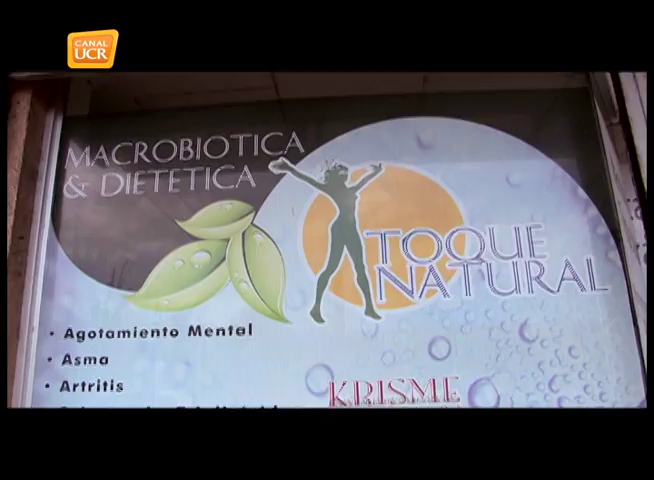 CANAL
UCR
MACROBIOTICA
& DIETETICA
TOQUE
NATURAL
• Agotamiento Mental
• Asma
• Artritis
KRISME